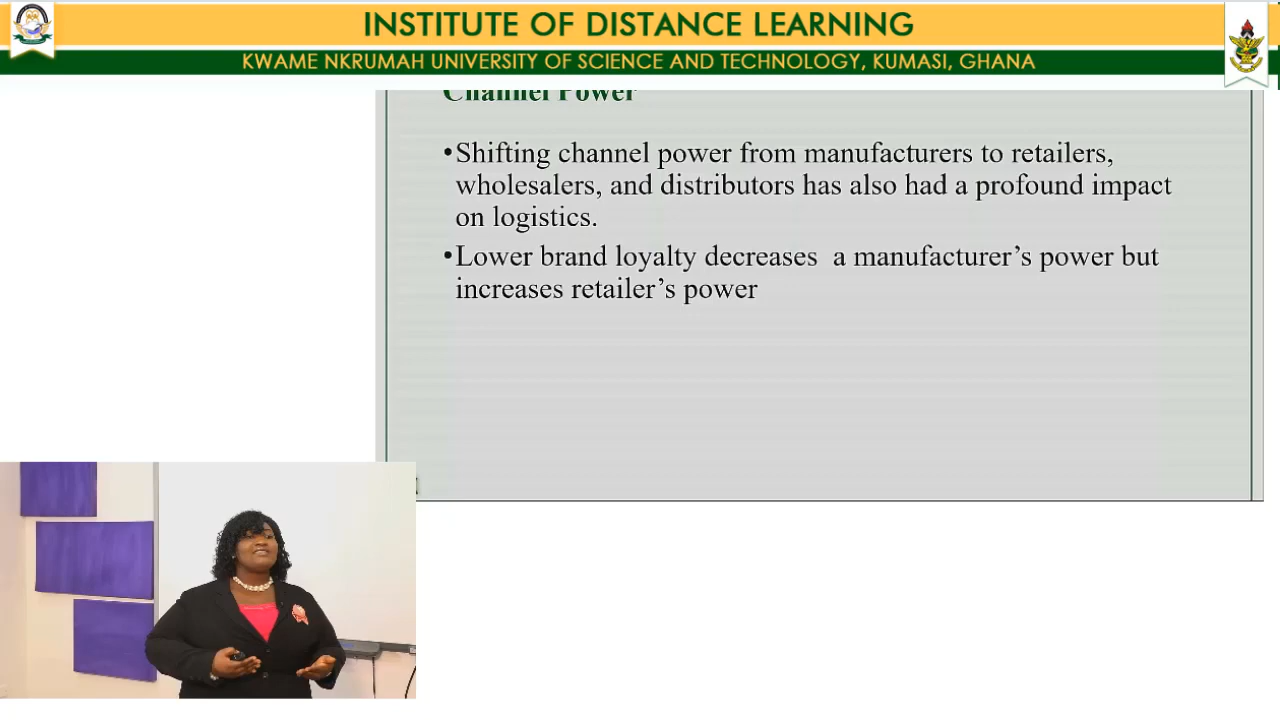 INSTITUTE OF DISTANCE LEARNING
KWAME NKRUMAH UNIVERSITY OF SCIENCE AND TECHNOLOGY, KUMASI, GHANA
Channel Power
•Shifting channel power from manufacturers to retailers,
wholesalers, and distributors has also had a profound impact
on logistics.
•Lower brand loyalty decreases  a manufacturer’s power but
increases retailer’s power